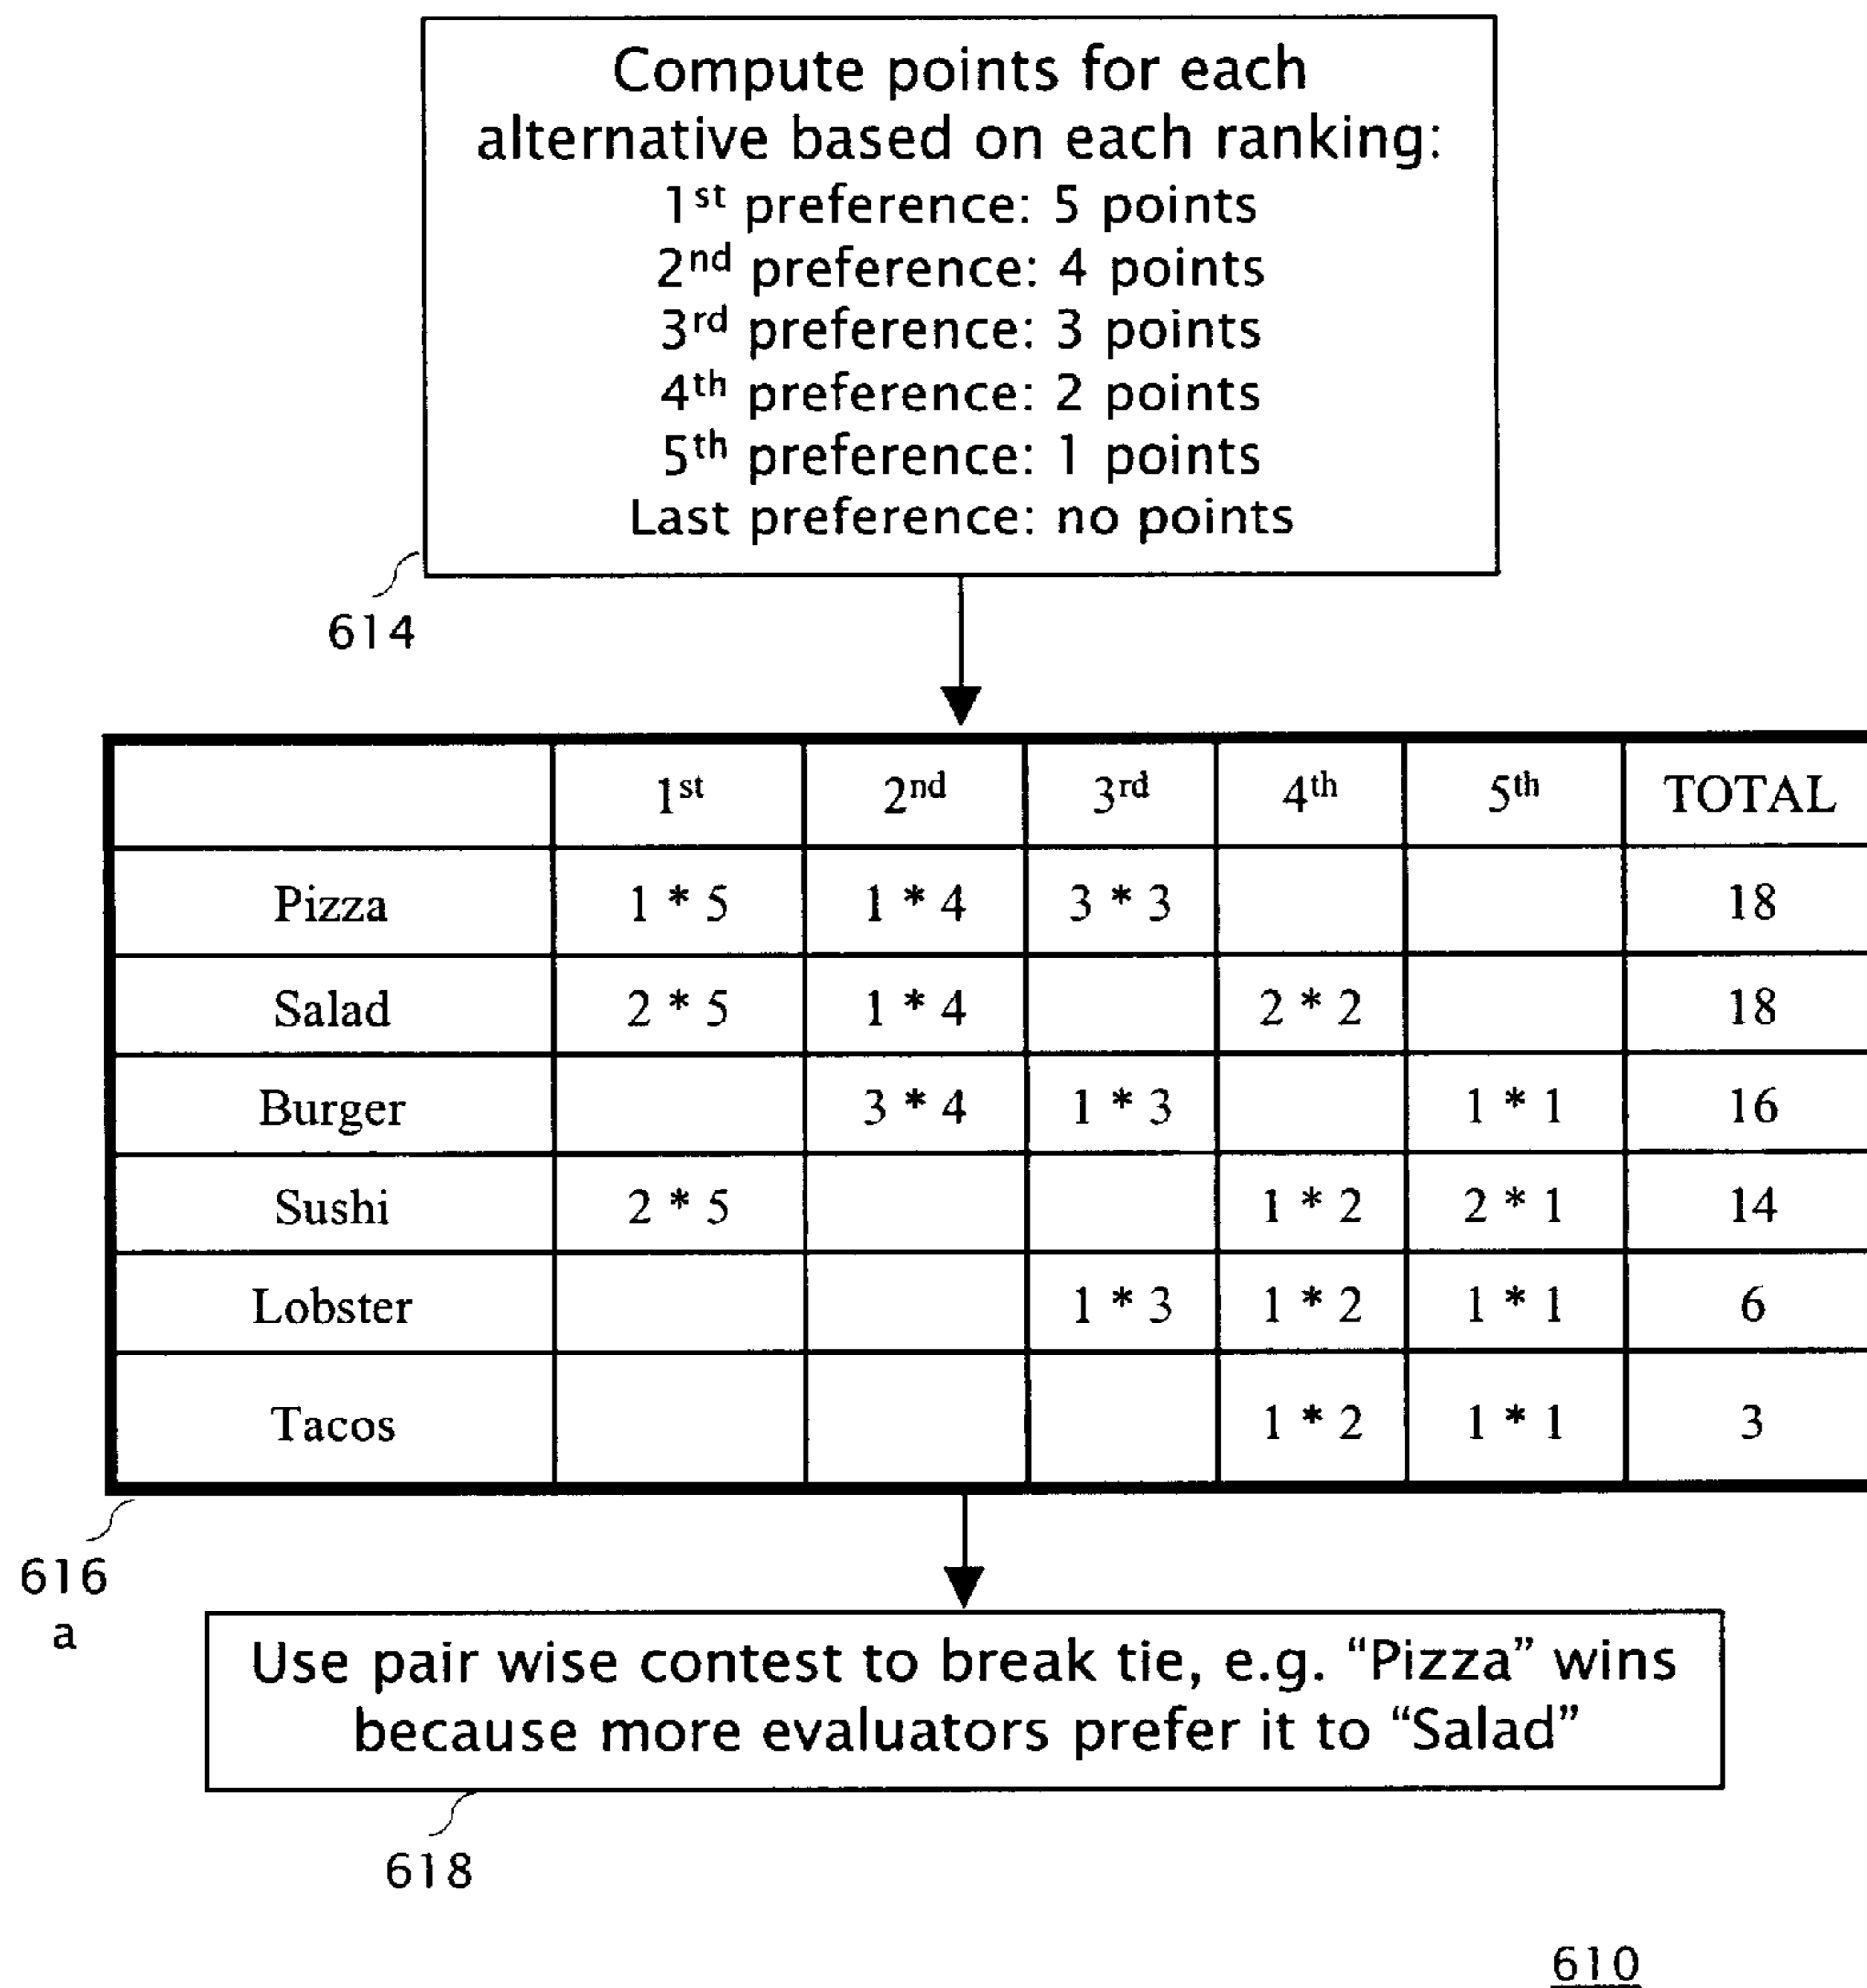 Compute points for each
alternative based on each ranking:
1st preference: 5 points
2nd preference: 4 points
3rd preference: 3 points
4th preference: 2 points
5th preference: 1 points
Last preference: no points
614
1st 2nd 3rd 4th 5th TOTAL
Pizza 1 * 5 1 * 4 3 * 3 18
Salad 2 * 5 1 * 4 2 * 2 18
Burger 3 * 4 1 * 3 1 * 1 16
Sushi 2 * 5 1 * 2 2 * 1 14
Lobster 1 * 3 1 * 2 1 * 1 6
Tacos 1 * 2 1 * 1 3
616
a
Use pair wise contest to break tie, e.g. “Pizza” wins
because more evaluators prefer it to “Salad”
618
610